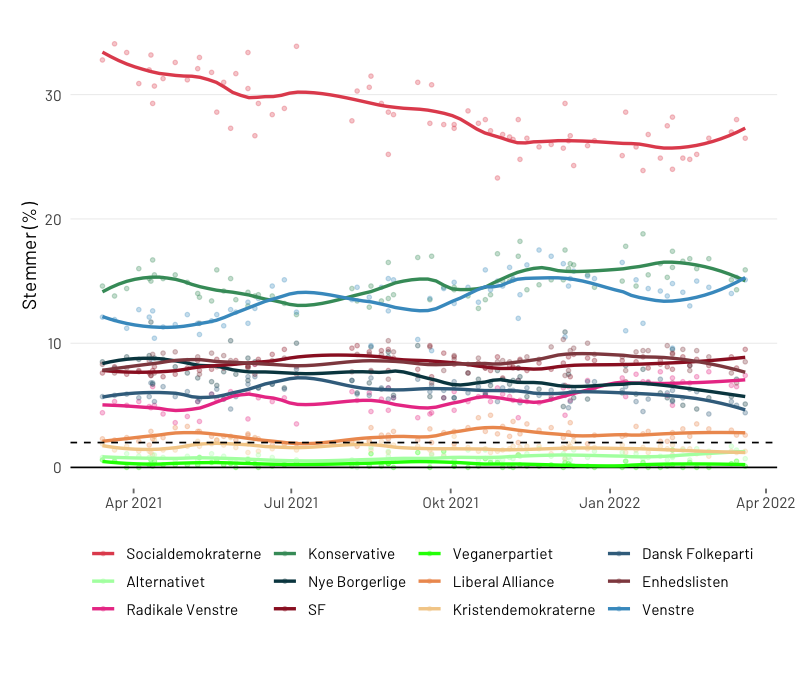 Stemmer(%)
30
20
10
0
Apr 2021 Jul 2021 Okt 2021 Jan 2022 Apr 2022
Socialdemokraterne Konservative Veganerpartiet Dansk Folkeparti
Alternativet Nye Borgerlige Liberal Alliance Enhedslisten
Radikale Venstre SF Kristendemokraterne Venstre